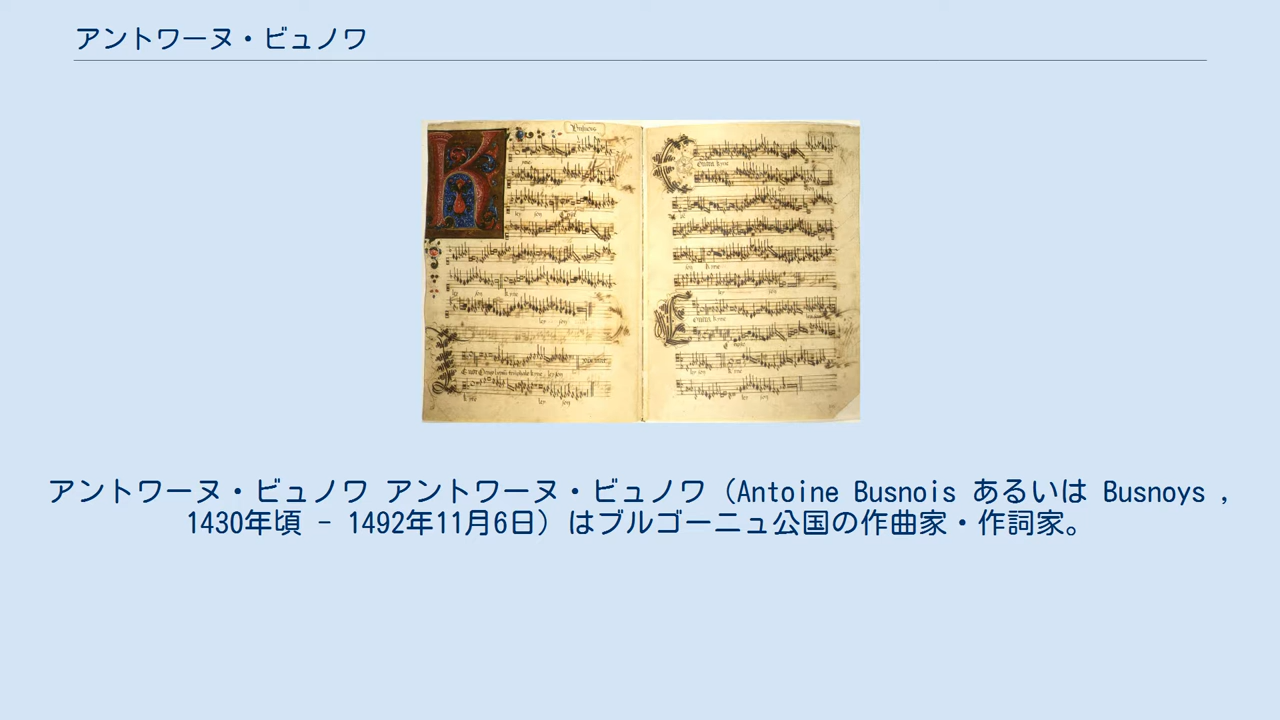 アントワーヌ・ビュノワ
アントワーヌ・ビュノワ アントワーヌ・ビュノワ（Antoine Busnois あるいは Busnoys ,
1430年頃 - 1492年11月6日）はブルゴーニュ公国の作曲家・作詞家。